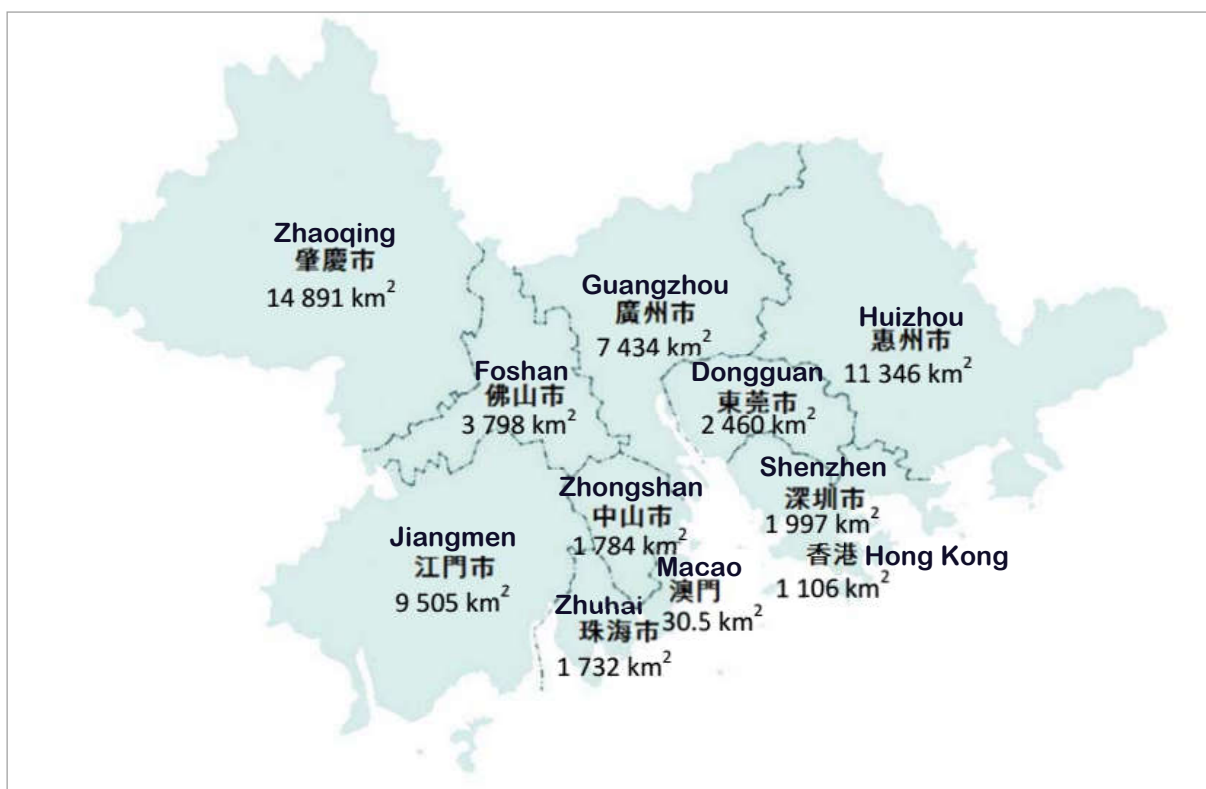 Zhaoqing
肇慶市
14 891 km²
Guangzhou
廣州市
7 434 km²
Huizhou
惠州市
11 346 km²
Foshan
佛山市
3 798 km²
Dongguan
東莞市
2 460 km²
Shenzhen
深圳市
1 997 km²
Zhongshan
中山市
1 784 km²
Jiangmen
江門市
9 505 km²
香港 Hong Kong
1 106 km²
Macao
澳門
30.5 km²
Zhuhai
珠海市
1 732 km²